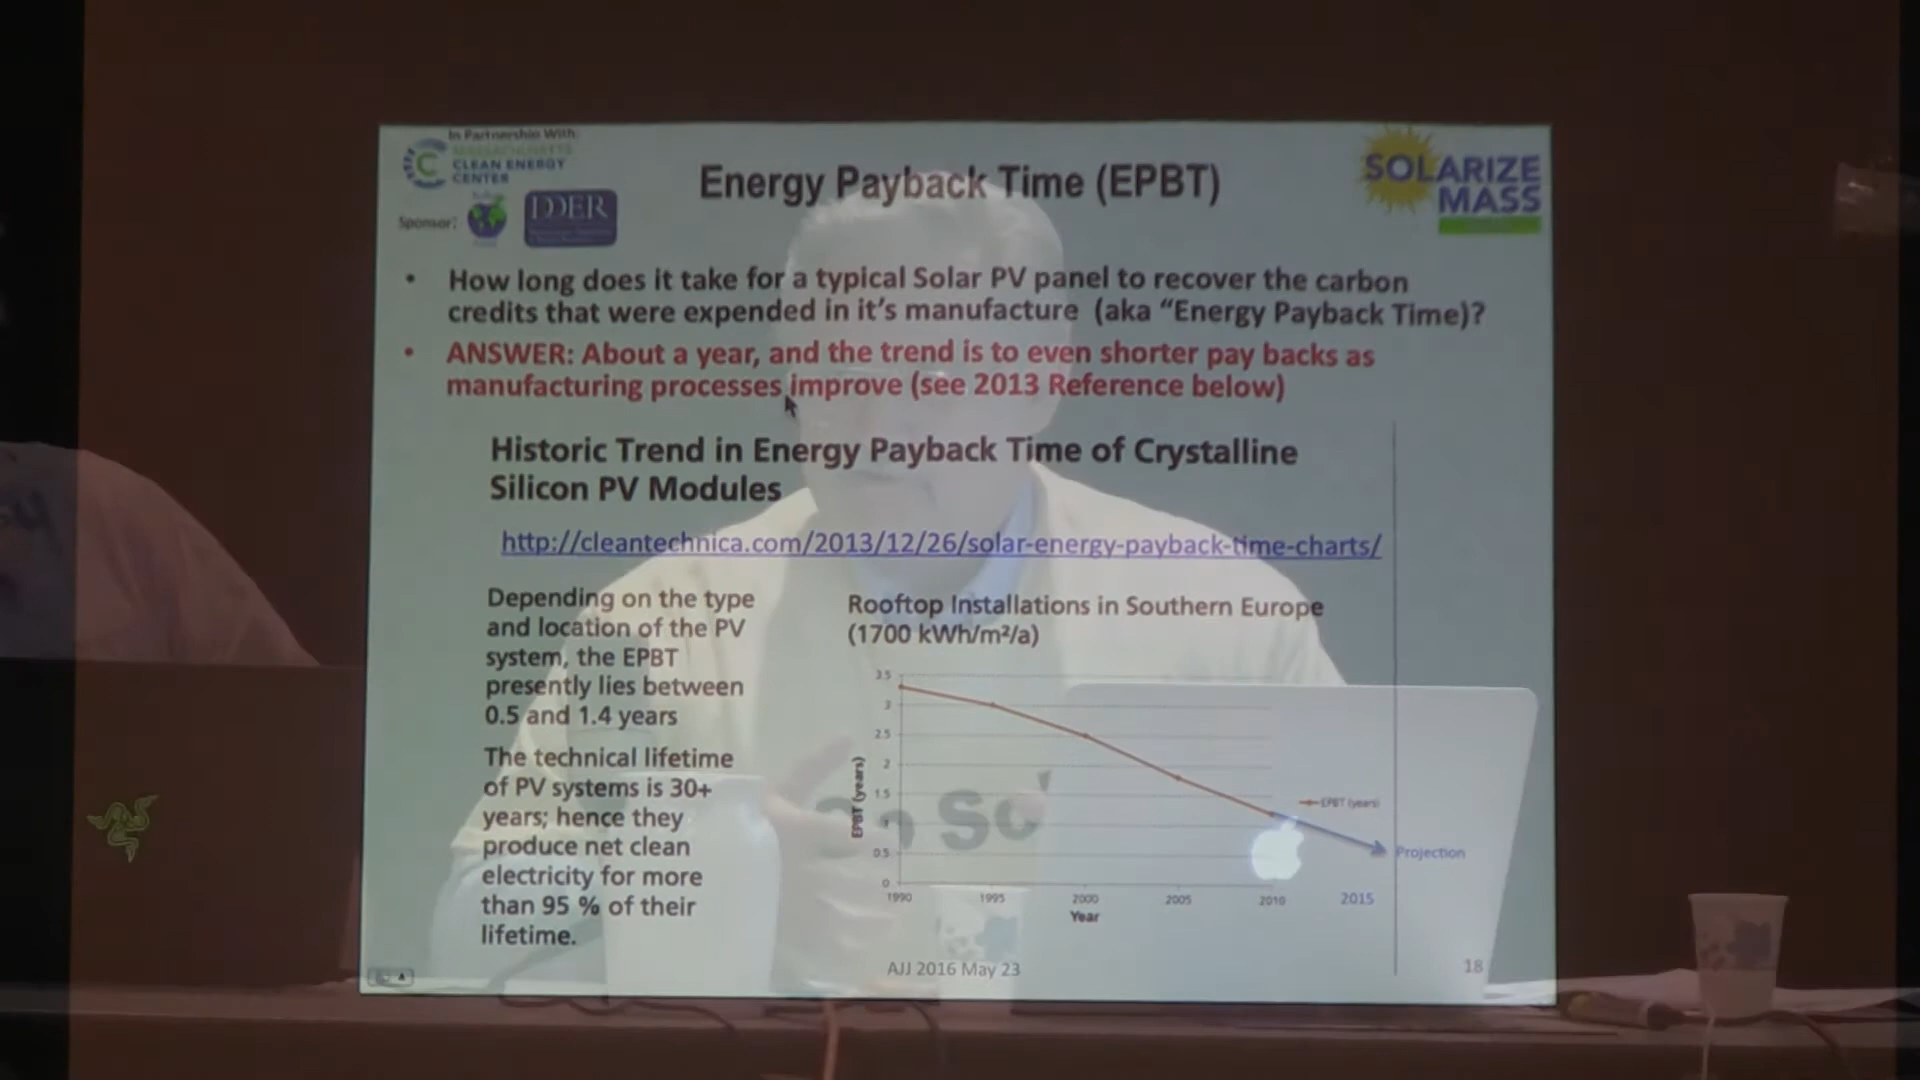 In Partnership With:
MASSACHUSETTS
CLEAN ENERGY
CENTER
Sponsor:
DOER
Energy Payback Time (EPBT)
SOLARIZE
MASS
• How long does it take for a typical Solar PV panel to recover the carbon
credits that were expended in it's manufacture (aka “Energy Payback Time)?
• ANSWER: About a year, and the trend is to even shorter pay backs as
manufacturing processes improve (see 2013 Reference below)
Historic Trend in Energy Payback Time of Crystalline
Silicon PV Modules
http://cleantechnica.com/2013/12/26/solar-energy-payback-time-charts/
Depending on the type
and location of the PV
system, the EPBT
presently lies between
0.5 and 1.4 years
The technical lifetime
of PV systems is 30+
years; hence they
produce net clean
electricity for more
than 95 % of their
lifetime.
Rooftop Installations in Southern Europe
(1700 kWh/m²/a)
3.5
3
2.5
2
1.5
1
0.5
0
EPBT (years)
1990 1995 2000 2005 2010 2015
Year
EPBT (years)
Projection
AJJ 2016 May 23
18